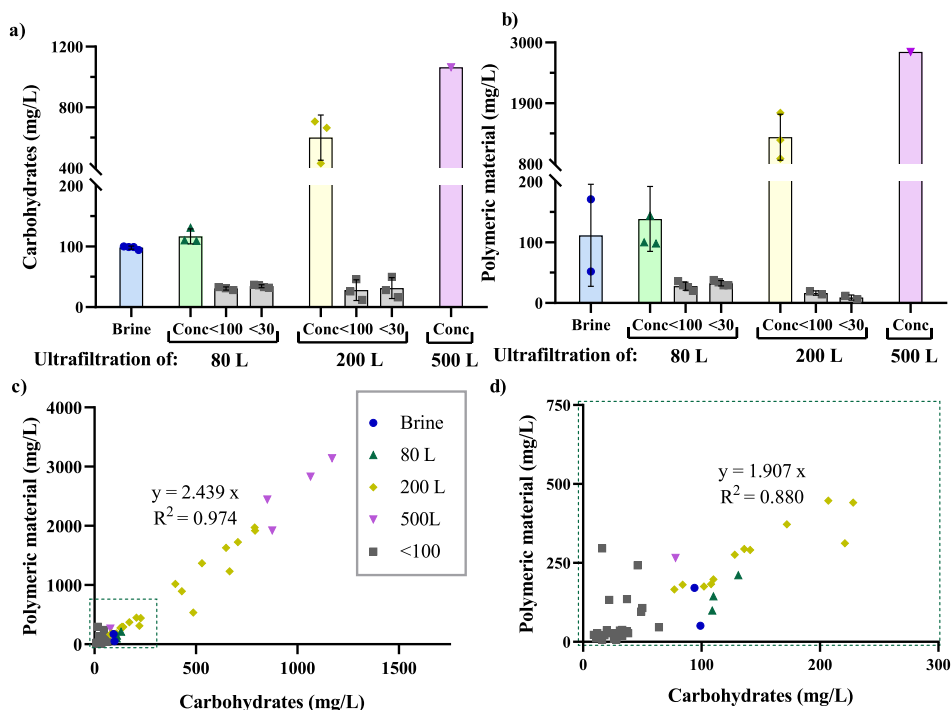 a)
Carbohydrates (mg/L)
1200
800
400
200
100
0
Brine
Conc
<100
<30
Conc
<100
<30
Conc
Ultrafiltration of:
80 L
200 L
500 L
b)
Polymeric material (mg/L)
3000
1900
800
200
100
0
Brine
Conc
<100
<30
Conc
<100
<30
Conc
Ultrafiltration of:
80 L
200 L
500 L
c)
Polymeric material (mg/L)
4000
3000
2000
1000
0
y = 2.439 x
R² = 0.974
Brine
80 L
200 L
500L
<100
0
500
1000
1500
Carbohydrates (mg/L)
d)
Polymeric material (mg/L)
750
500
250
0
y = 1.907 x
R² = 0.880
0
100
200
300
Carbohydrates (mg/L)